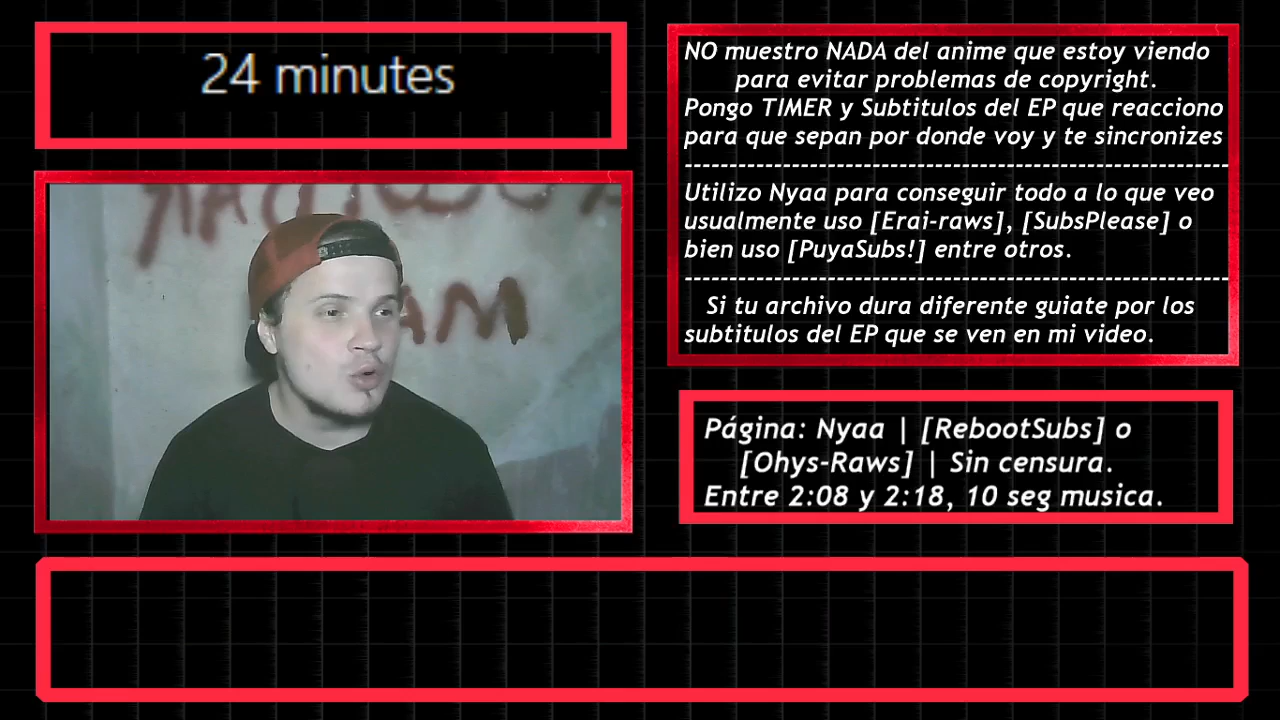 24 minutes
NO muestro NADA del anime que estoy viendo
para evitar problemas de copyright.
Pongo TIMER y Subtitulos del EP que reacciono
para que sepan por donde voy y te sincronizes
-----------------------------------------------------------
Utilizo Nyaa para conseguir todo a lo que veo
usualmente uso [Erai-raws], [SubsPlease] o
bien uso [PuyaSubs!] entre otros.
-----------------------------------------------------------
Si tu archivo dura diferente guiate por los
subtitulos del EP que se ven en mi video.
Página: Nyaa | [RebootSubs] o
[Ohys-Raws] | Sin censura.
Entre 2:08 y 2:18, 10 seg musica.